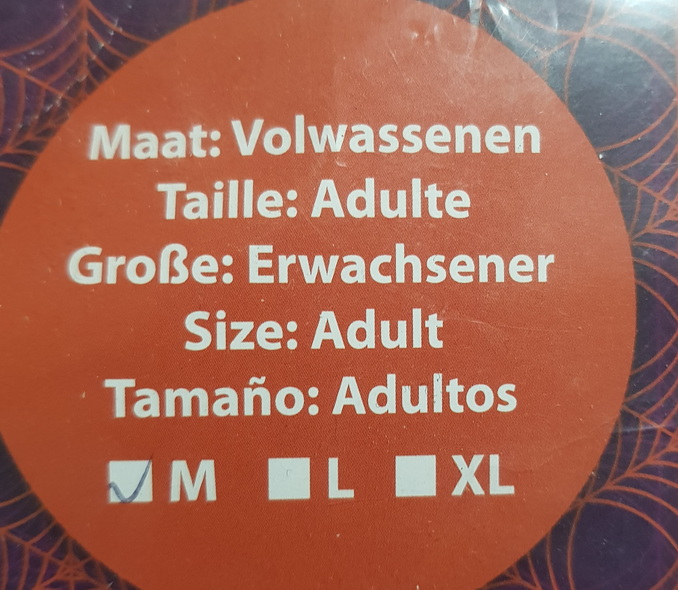 Maat: Volwassenen
Taille: Adulte
Große: Erwachsener
Size: Adult
Tamaño: Adultos
M L XL